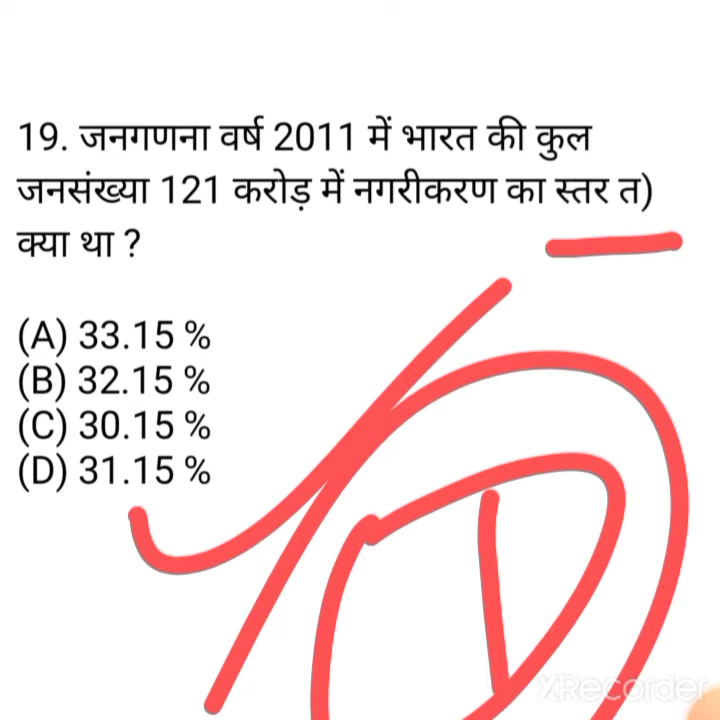 19. जनगणना वर्ष 2011 में भारत की कुल
जनसंख्या 121 करोड़ में नगरीकरण का स्तर त)
क्या था ?
(A) 33.15 %
(B) 32.15 %
(C) 30.15 %
(D) 31.15 %
D
XRecorder